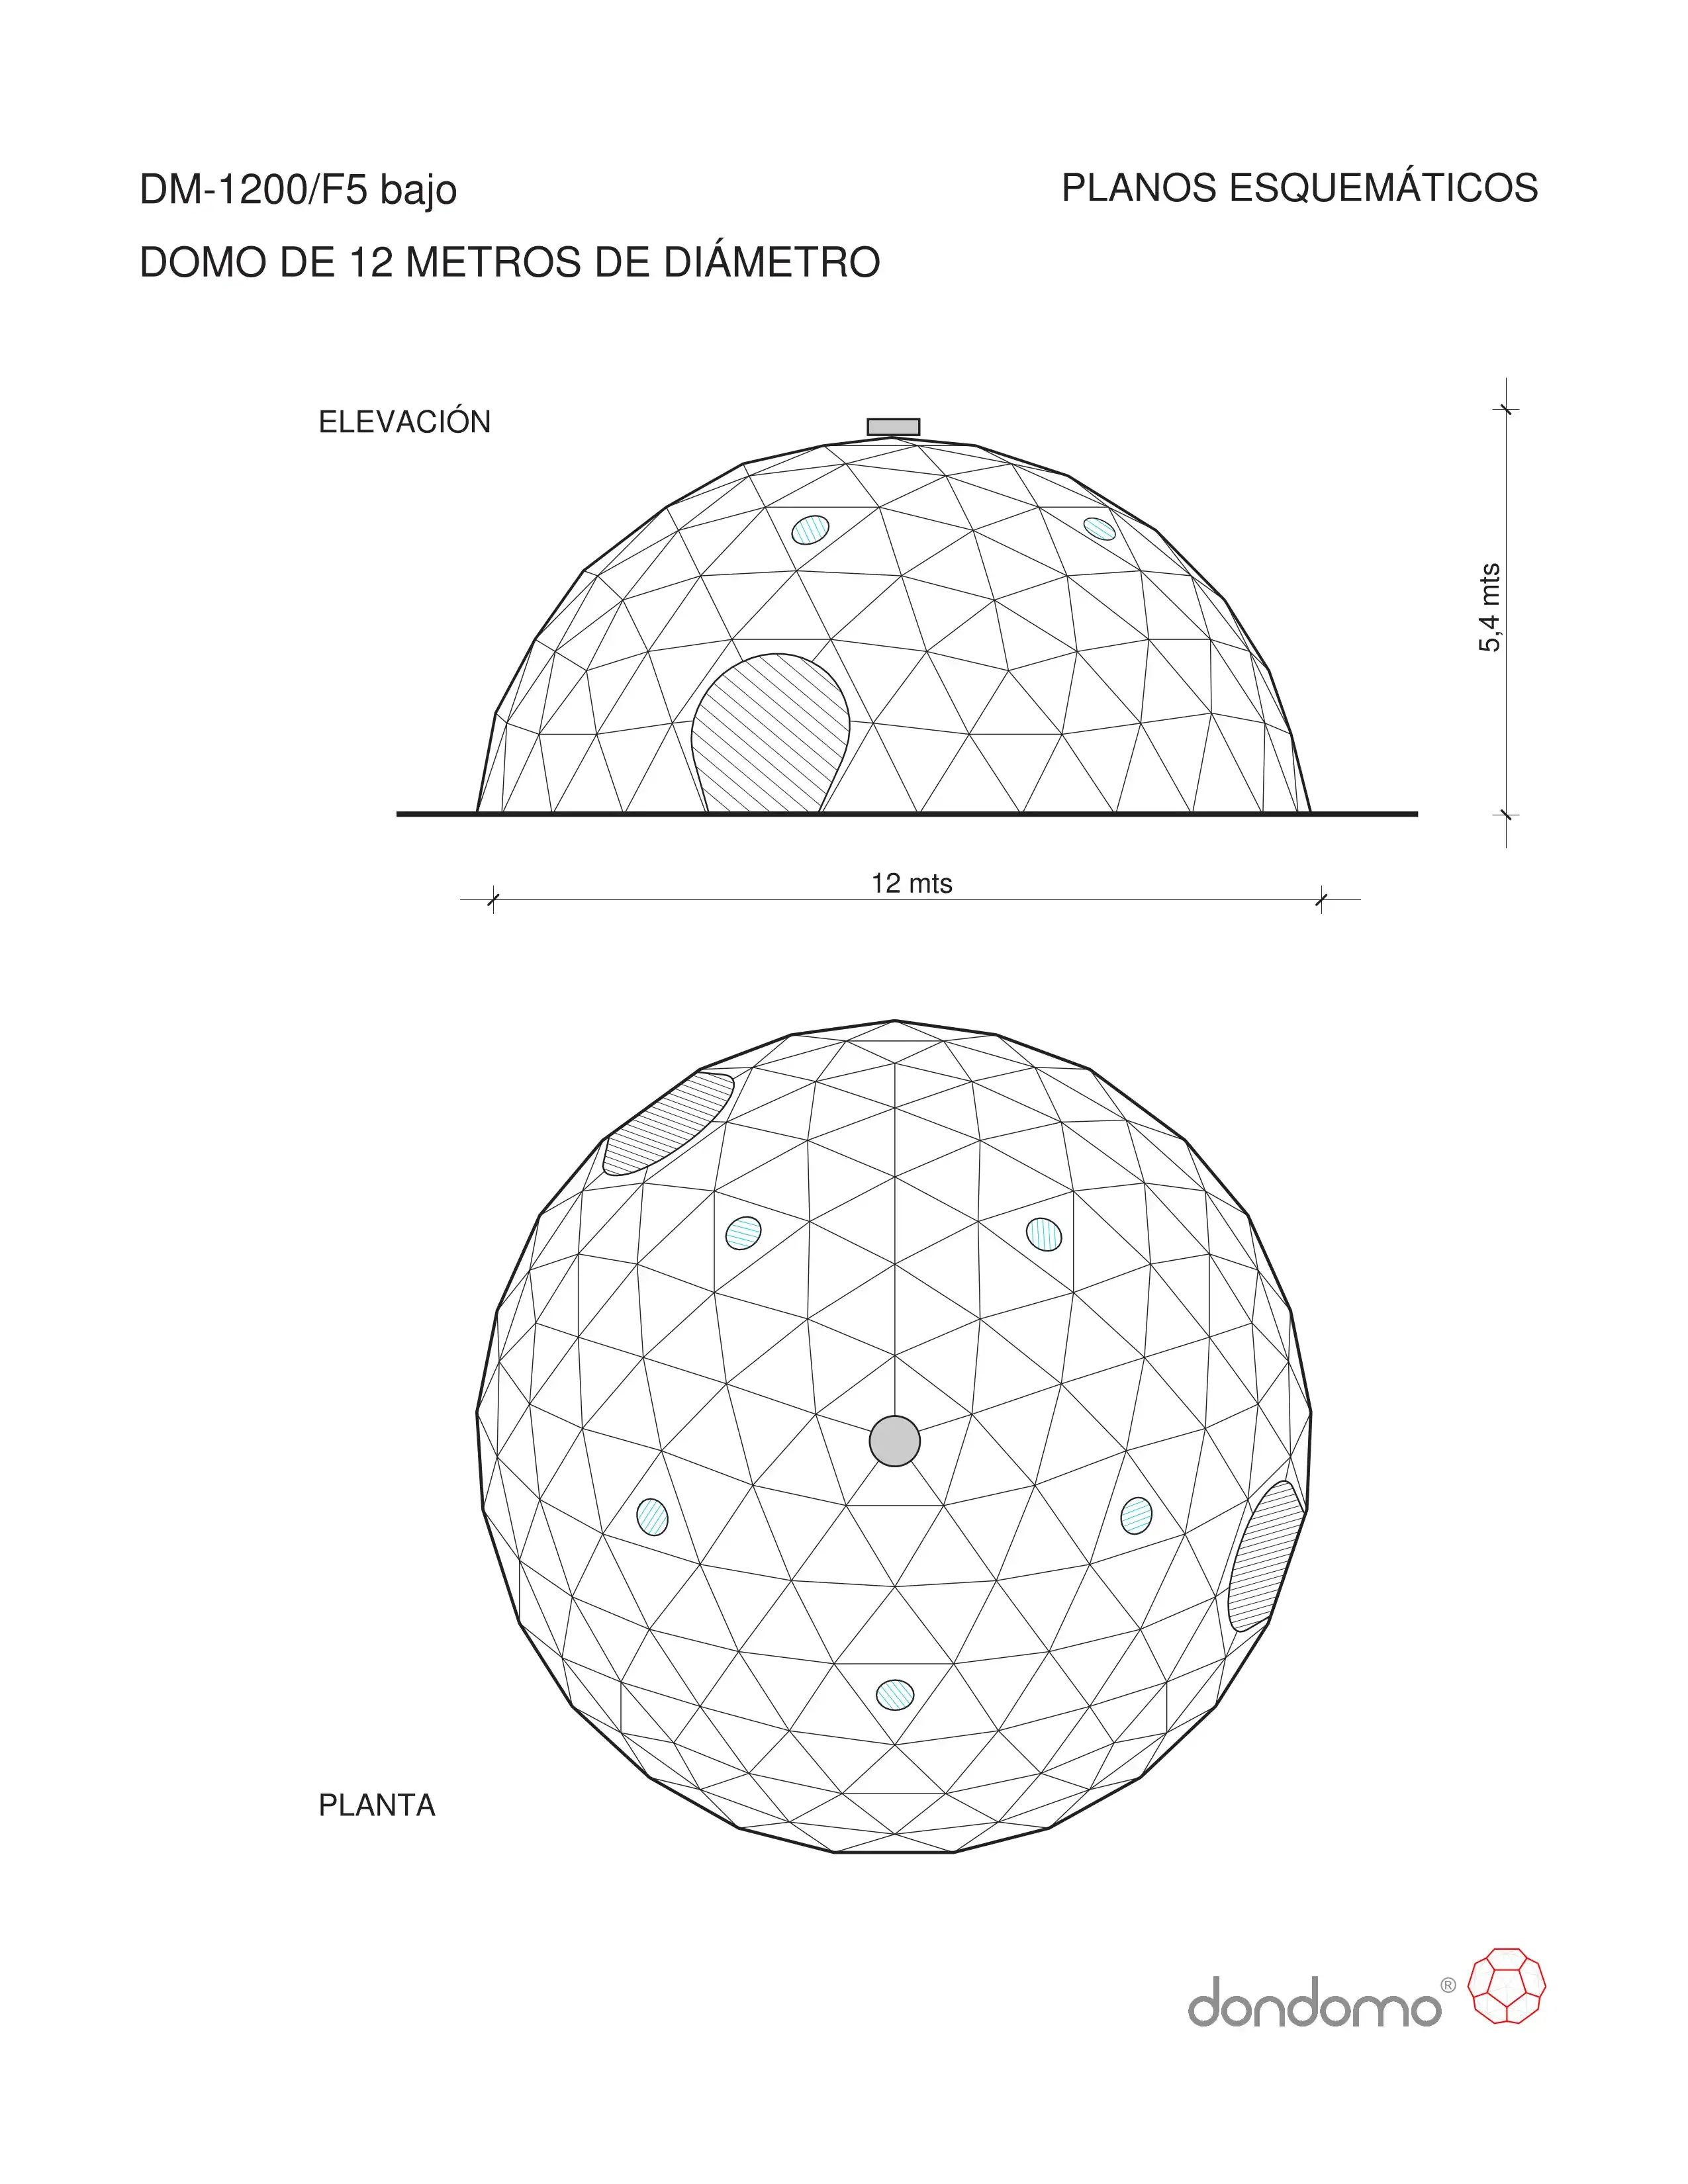 DM-1200/F5 bajo
PLANOS ESQUEMÁTICOS
DOMO DE 12 METROS DE DIÁMETRO
ELEVACIÓN
5,4 mts
12 mts
PLANTA
dondomo®